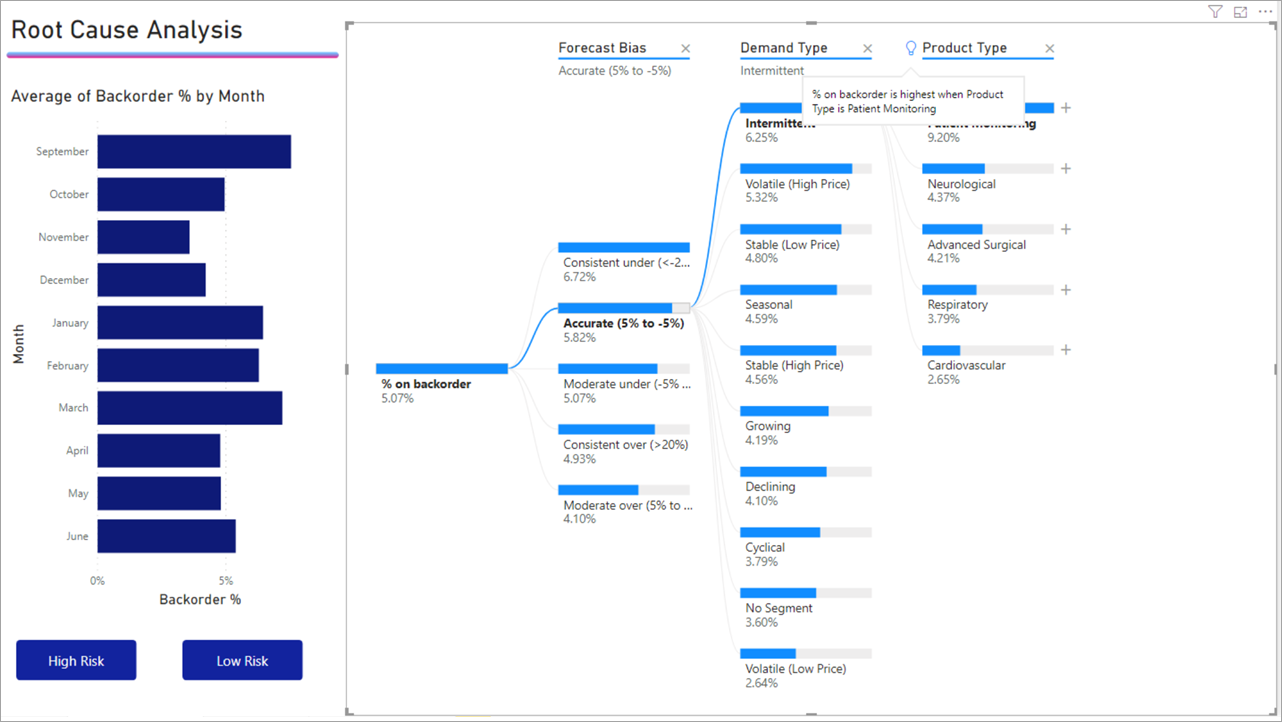 Root Cause Analysis
Average of Backorder % by Month
Month
September
October
November
December
January
February
March
April
May
June
0%
5%
Backorder %
High Risk
Low Risk
Forecast Bias
Accurate (5% to -5%)
Demand Type
Intermittent
Product Type
% on backorder is highest when Product
Type is Patient Monitoring
% on backorder
5.07%
Consistent under (<-2...
6.72%
Accurate (5% to -5%)
5.82%
Moderate under (-5% ...
5.07%
Consistent over (>20%)
4.93%
Moderate over (5% to ...
4.10%
Intermittent
6.25%
Volatile (High Price)
5.32%
Stable (Low Price)
4.80%
Seasonal
4.59%
Stable (High Price)
4.56%
Growing
4.19%
Declining
4.10%
Cyclical
3.79%
No Segment
3.60%
Volatile (Low Price)
2.64%
Patient Monitoring
9.20%
Neurological
4.37%
Advanced Surgical
4.21%
Respiratory
3.79%
Cardiovascular
2.65%